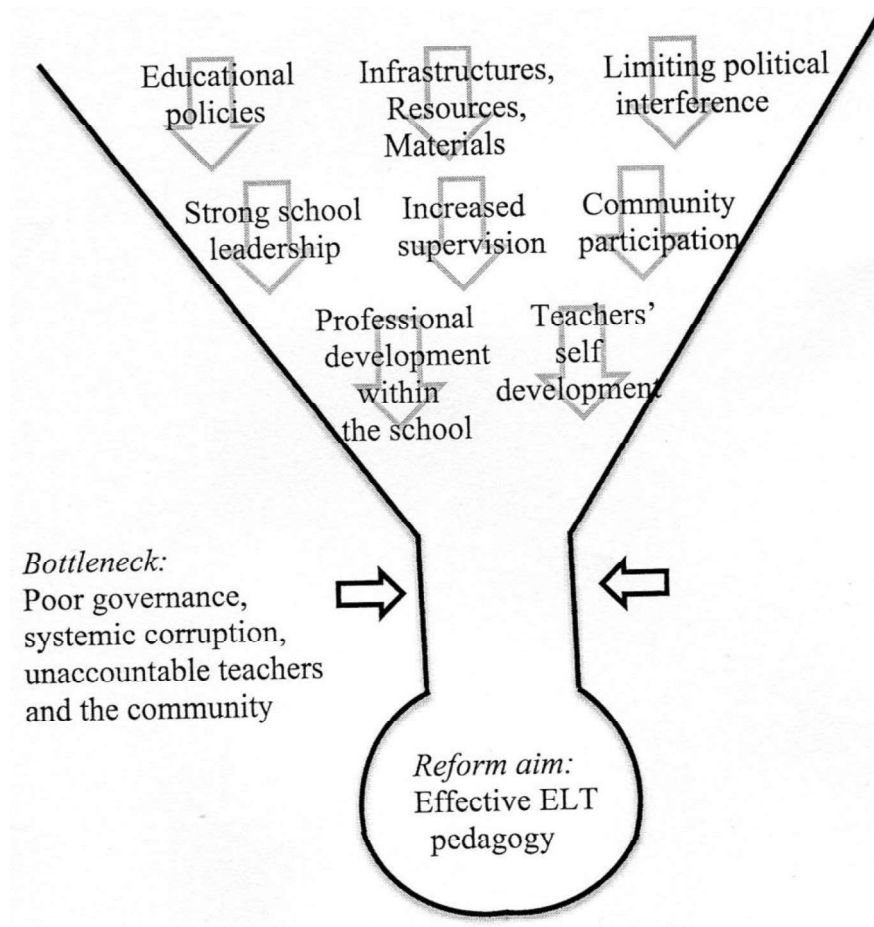 Educational
policies
Infrastructures,
Resources,
Materials
Limiting political
interference
Strong school
leadership
Increased
supervision
Community
participation
Professional
development
within
the school
Teachers’
self
development
Bottleneck:
Poor governance,
systemic corruption,
unaccountable teachers
and the community
Reform aim:
Effective ELT
pedagogy